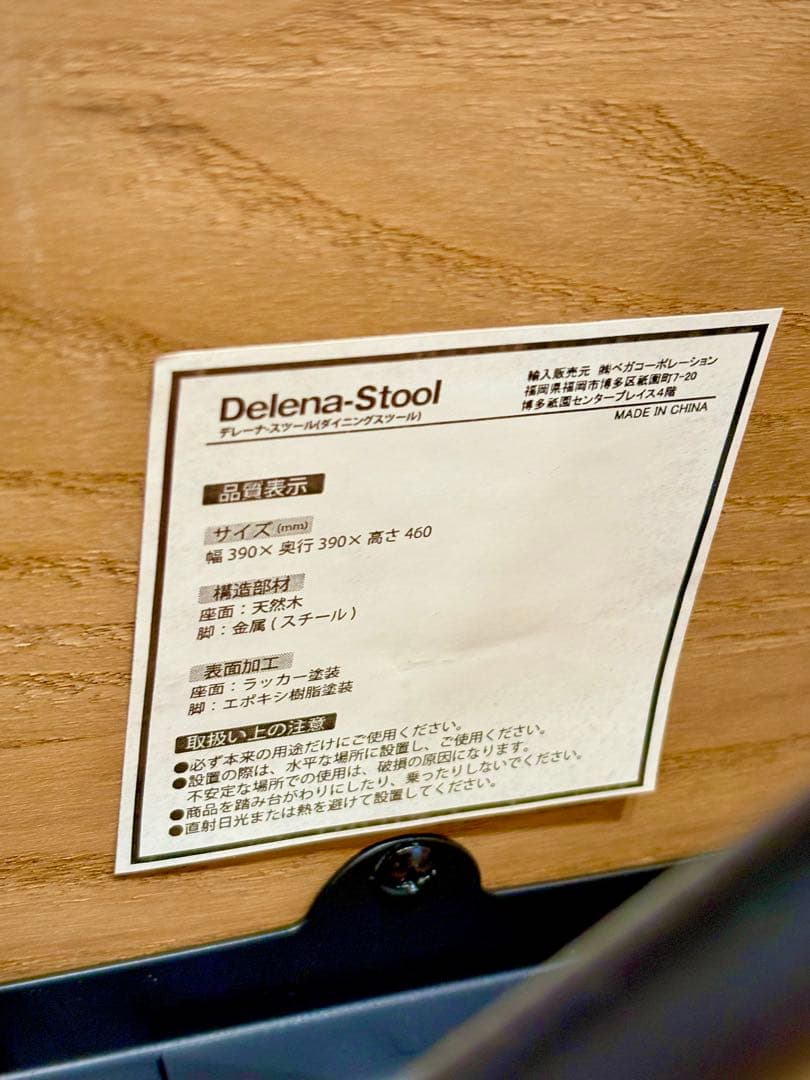 Delena-Stool
デレーナ-スツール(ダイニングスツール)
輸入販売元 ㈱ベガコーポレーション
福岡県福岡市博多区祇園町7-20
博多祇園センタープレイス4階
MADE IN CHINA
品質表示
サイズ(mm)
幅390×奥行390×高さ460
構造部材
座面：天然木
脚：金属(スチール)
表面加工
座面：ラッカー塗装
脚：エポキシ樹脂塗装
取扱い上の注意
●必ず本来の用途だけにご使用ください。
●設置の際は、水平な場所に設置し、ご使用ください。
不安定な場所での使用は、破損の原因になります。
●商品を踏み台がわりにしたり、乗ったりしないでください。
●直射日光または熱を避けて設置してください。